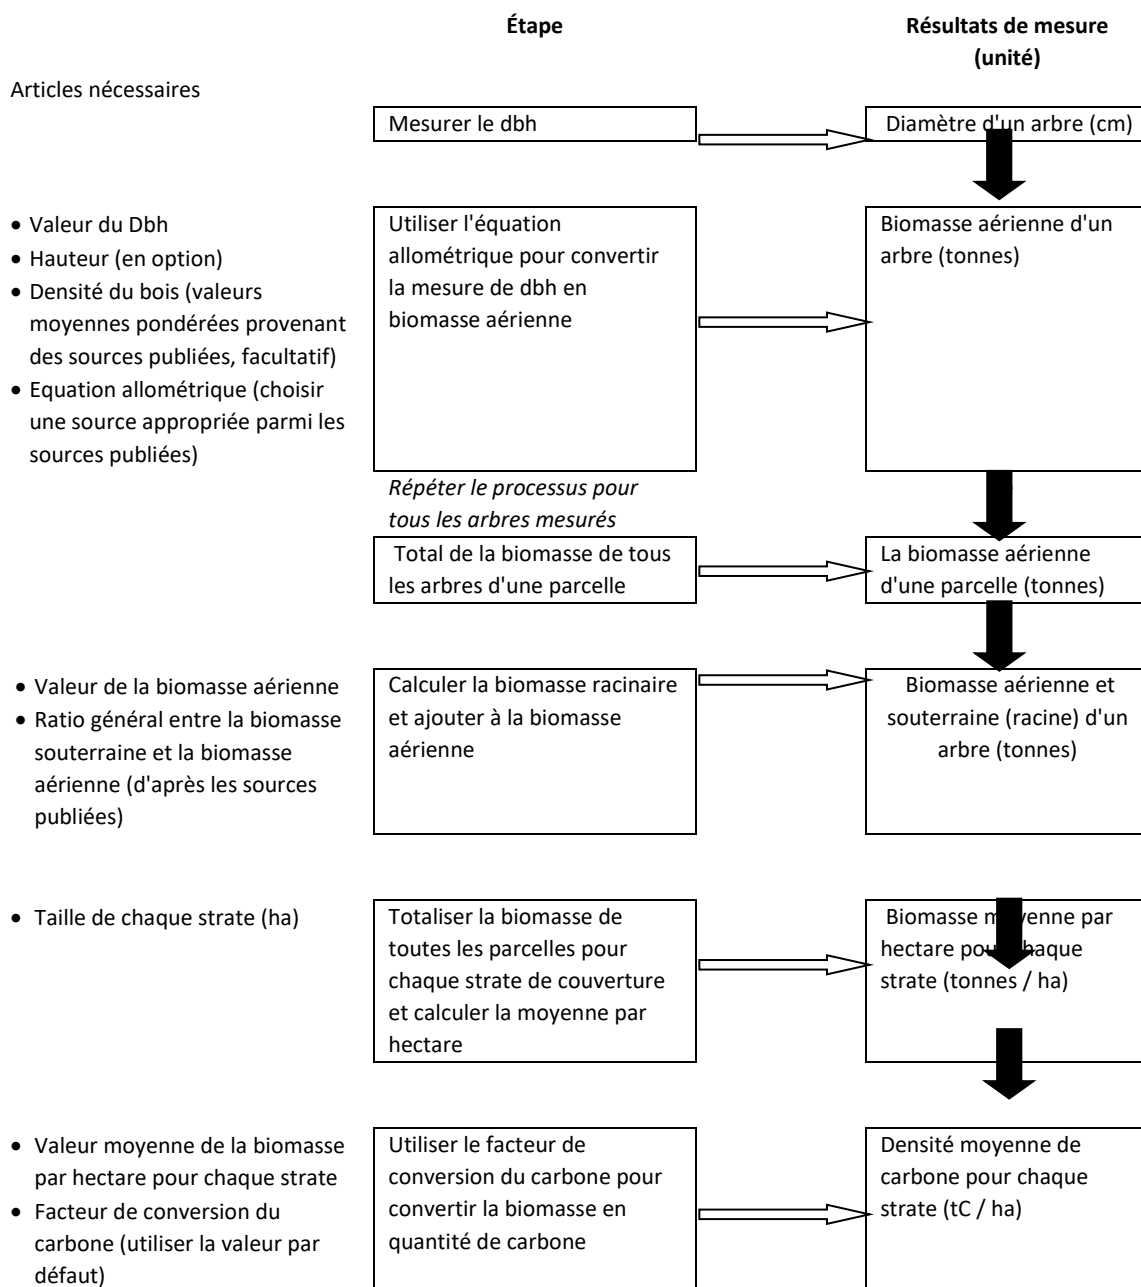 Étape
Résultats de mesure
(unité)
Articles nécessaires
Mesurer le dbh
Diamètre d'un arbre (cm)
• Valeur du Dbh
• Hauteur (en option)
• Densité du bois (valeurs
moyennes pondérées provenant
des sources publiées, facultatif)
• Equation allométrique (choisir
une source appropriée parmi les
sources publiées)
Utiliser l'équation
allométrique pour convertir
la mesure de dbh en
biomasse aérienne
Biomasse aérienne d'un
arbre (tonnes)
Répéter le processus pour
tous les arbres mesurés
Total de la biomasse de tous
les arbres d'une parcelle
La biomasse aérienne
d'une parcelle (tonnes)
• Valeur de la biomasse aérienne
• Ratio général entre la biomasse
souterraine et la biomasse
aérienne (d'après les sources
publiées)
Calculer la biomasse racinaire
et ajouter à la biomasse
aérienne
Biomasse aérienne et
souterraine (racine) d'un
arbre (tonnes)
• Taille de chaque strate (ha)
Totaliser la biomasse de
toutes les parcelles pour
chaque strate de couverture
et calculer la moyenne par
hectare
Biomasse moyenne par
hectare pour chaque
strate (tonnes / ha)
• Valeur moyenne de la biomasse
par hectare pour chaque strate
• Facteur de conversion du
carbone (utiliser la valeur par
défaut)
Utiliser le facteur de
conversion du carbone pour
convertir la biomasse en
quantité de carbone
Densité moyenne de
carbone pour chaque
strate (tC / ha)